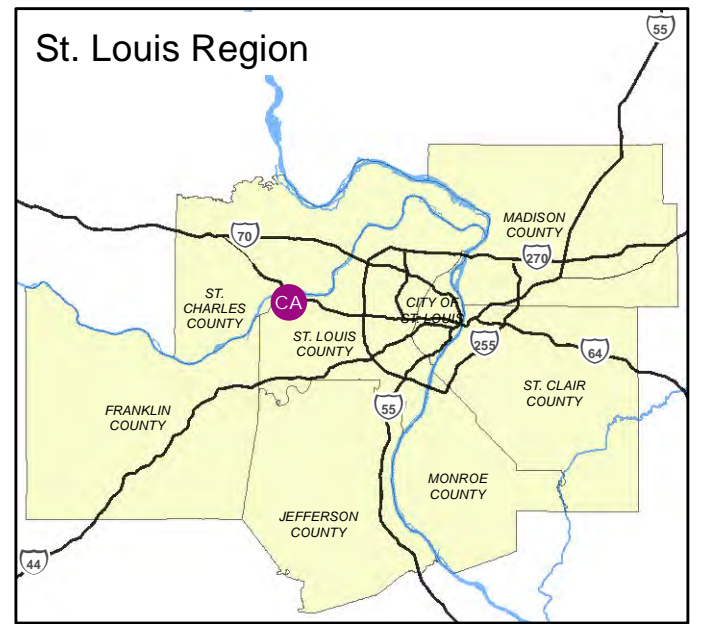 St. Louis Region
55
MADISON
COUNTY
70
270
ST.
CHARLES
COUNTY
CA
CITY OF
ST. LOUIS
ST. LOUIS
COUNTY
255
64
ST. CLAIR
COUNTY
FRANKLIN
COUNTY
55
MONROE
COUNTY
JEFFERSON
COUNTY
44